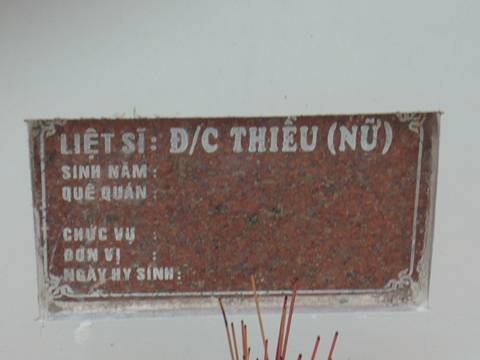 LIỆT SĨ: Đ/C THIỀU (NỮ)
SINH NĂM :
QUÊ QUÁN :
CHỨC VỤ :
ĐƠN VỊ :
NGÀY HY SINH :